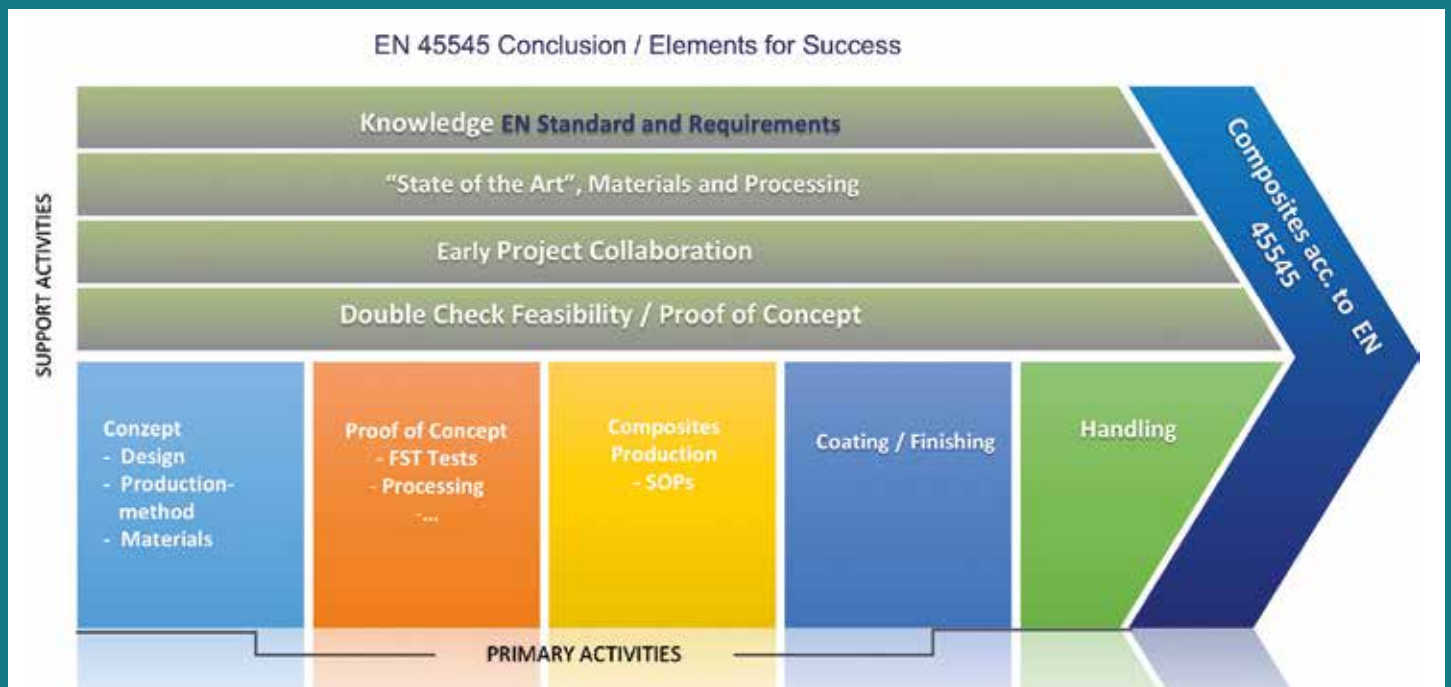 EN 45545 Conclusion / Elements for Success
Knowledge EN Standard and Requirements
“State of the Art”, Materials and Processing
Early Project Collaboration
Double Check Feasibility / Proof of Concept
SUPPORT ACTIVITIES
Composites acc. to EN
45545
Conzept
- Design
- Production-
method
- Materials
Proof of Concept
- FST Tests
- Processing
-...
Composites
Production
- SOPs
Coating / Finishing
Handling
PRIMARY ACTIVITIES